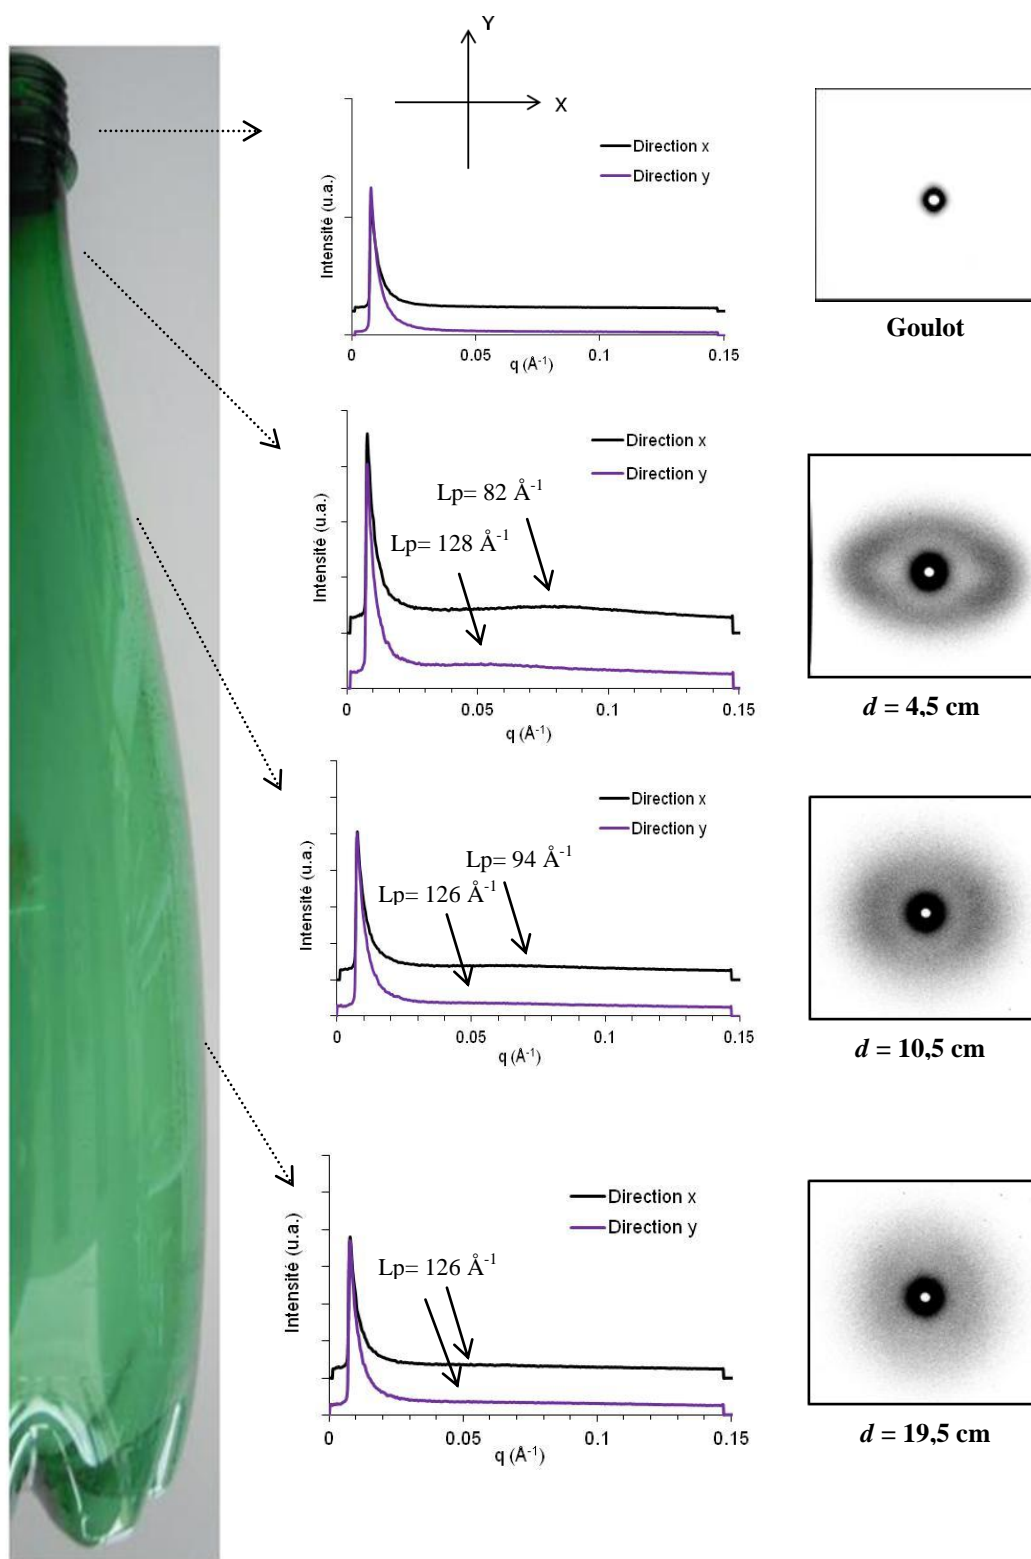 Y
X
Direction x
Direction y
Intensité (u.a.)
0
0.05
0.1
0.15
q (Å⁻¹)
Goulot
Direction x
Direction y
Lp= 82 Å⁻¹
Lp= 128 Å⁻¹
Intensité (u.a.)
0
0.05
0.1
0.15
q (Å⁻¹)
d = 4,5 cm
Direction x
Direction y
Lp= 94 Å⁻¹
Lp= 126 Å⁻¹
Intensité (u.a.)
0
0.05
0.1
0.15
q (Å⁻¹)
d = 10,5 cm
Direction x
Direction y
Lp= 126 Å⁻¹
Intensité (u.a.)
0
0.05
0.1
0.15
q (Å⁻¹)
d = 19,5 cm